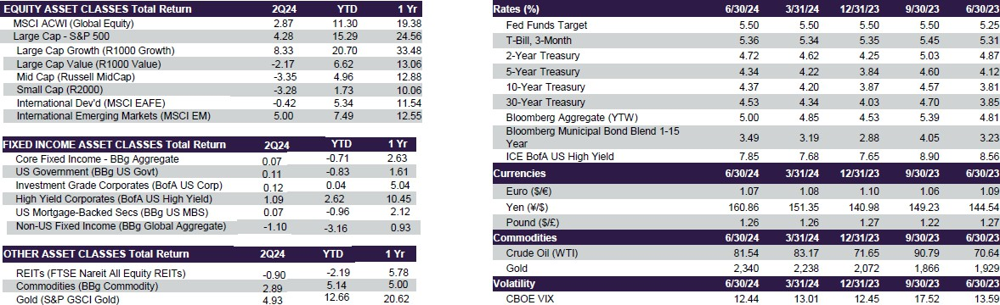 EQUITY ASSET CLASSES Total Return 2Q24 YTD 1 Yr
MSCI ACWI (Global Equity) 2.87 11.30 19.38
Large Cap - S&P 500 4.28 15.29 24.56
Large Cap Growth (R1000 Growth) 8.33 20.70 33.48
Large Cap Value (R1000 Value) -2.17 6.62 13.06
Mid Cap (Russell MidCap) -3.35 4.96 12.88
Small Cap (R2000) -3.28 1.73 10.06
International Dev'd (MSCI EAFE) -0.42 5.34 11.54
International Emerging Markets (MSCI EM) 5.00 7.49 12.55
FIXED INCOME ASSET CLASSES Total Return 2Q24 YTD 1 Yr
Core Fixed Income - BBg Aggregate 0.07 -0.71 2.63
US Government (BBg US Govt) 0.11 -0.83 1.61
Investment Grade Corporates (BofA US Corp) 0.12 0.04 5.04
High Yield Corporates (BofA US High Yield) 1.09 2.62 10.45
US Mortgage-Backed Secs (BBg US MBS) 0.07 -0.96 2.12
Non-US Fixed Income (BBg Global Aggregate) -1.10 -3.16 0.93
OTHER ASSET CLASSES Total Return 2Q24 YTD 1 Yr
REITs (FTSE Nareit All Equity REITs) -0.90 -2.19 5.78
Commodities (BBg Commodity) 2.89 5.14 5.00
Gold (S&P GSCI Gold) 4.93 12.66 20.62
Rates (%) 6/30/24 3/31/24 12/31/23 9/30/23 6/30/23
Fed Funds Target 5.50 5.50 5.50 5.50 5.25
T-Bill, 3-Month 5.36 5.34 5.35 5.45 5.31
2-Year Treasury 4.72 4.62 4.25 5.03 4.87
5-Year Treasury 4.34 4.22 3.84 4.60 4.12
10-Year Treasury 4.37 4.20 3.87 4.57 3.81
30-Year Treasury 4.53 4.34 4.03 4.70 3.85
Bloomberg Aggregate (YTW) 5.00 4.85 4.53 5.39 4.81
Bloomberg Municipal Bond Blend 1-15
Year 3.49 3.19 2.88 4.05 3.23
ICE BofA US High Yield 7.85 7.68 7.65 8.90 8.56
Currencies 6/30/24 3/31/24 12/31/23 9/30/23 6/30/23
Euro ($/€) 1.07 1.08 1.10 1.06 1.09
Yen (¥/$) 160.86 151.35 140.98 149.23 144.54
Pound ($/£) 1.26 1.26 1.27 1.22 1.27
Commodities 6/30/24 3/31/24 12/31/23 9/30/23 6/30/23
Crude Oil (WTI) 81.54 83.17 71.65 90.79 70.64
Gold 2,340 2,238 2,072 1,866 1,929
Volatility 6/30/24 3/31/24 12/31/23 9/30/23 6/30/23
CBOE VIX 12.44 13.01 12.45 17.52 13.59